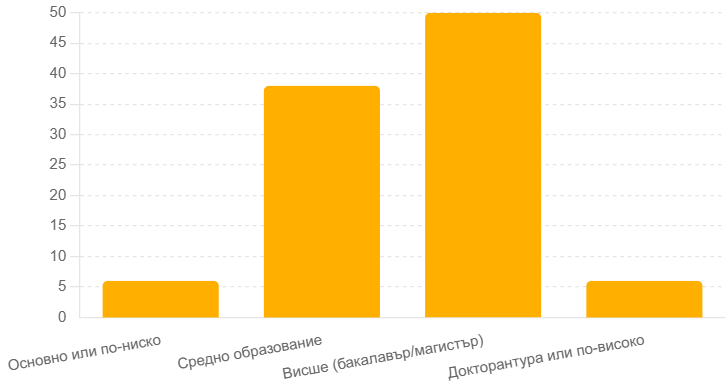 50
45
40
35
30
25
20
15
10
5
0
Основно или по-ниско
Средно образование
Висше (бакалавър/магистър)
Докторантура или по-високо